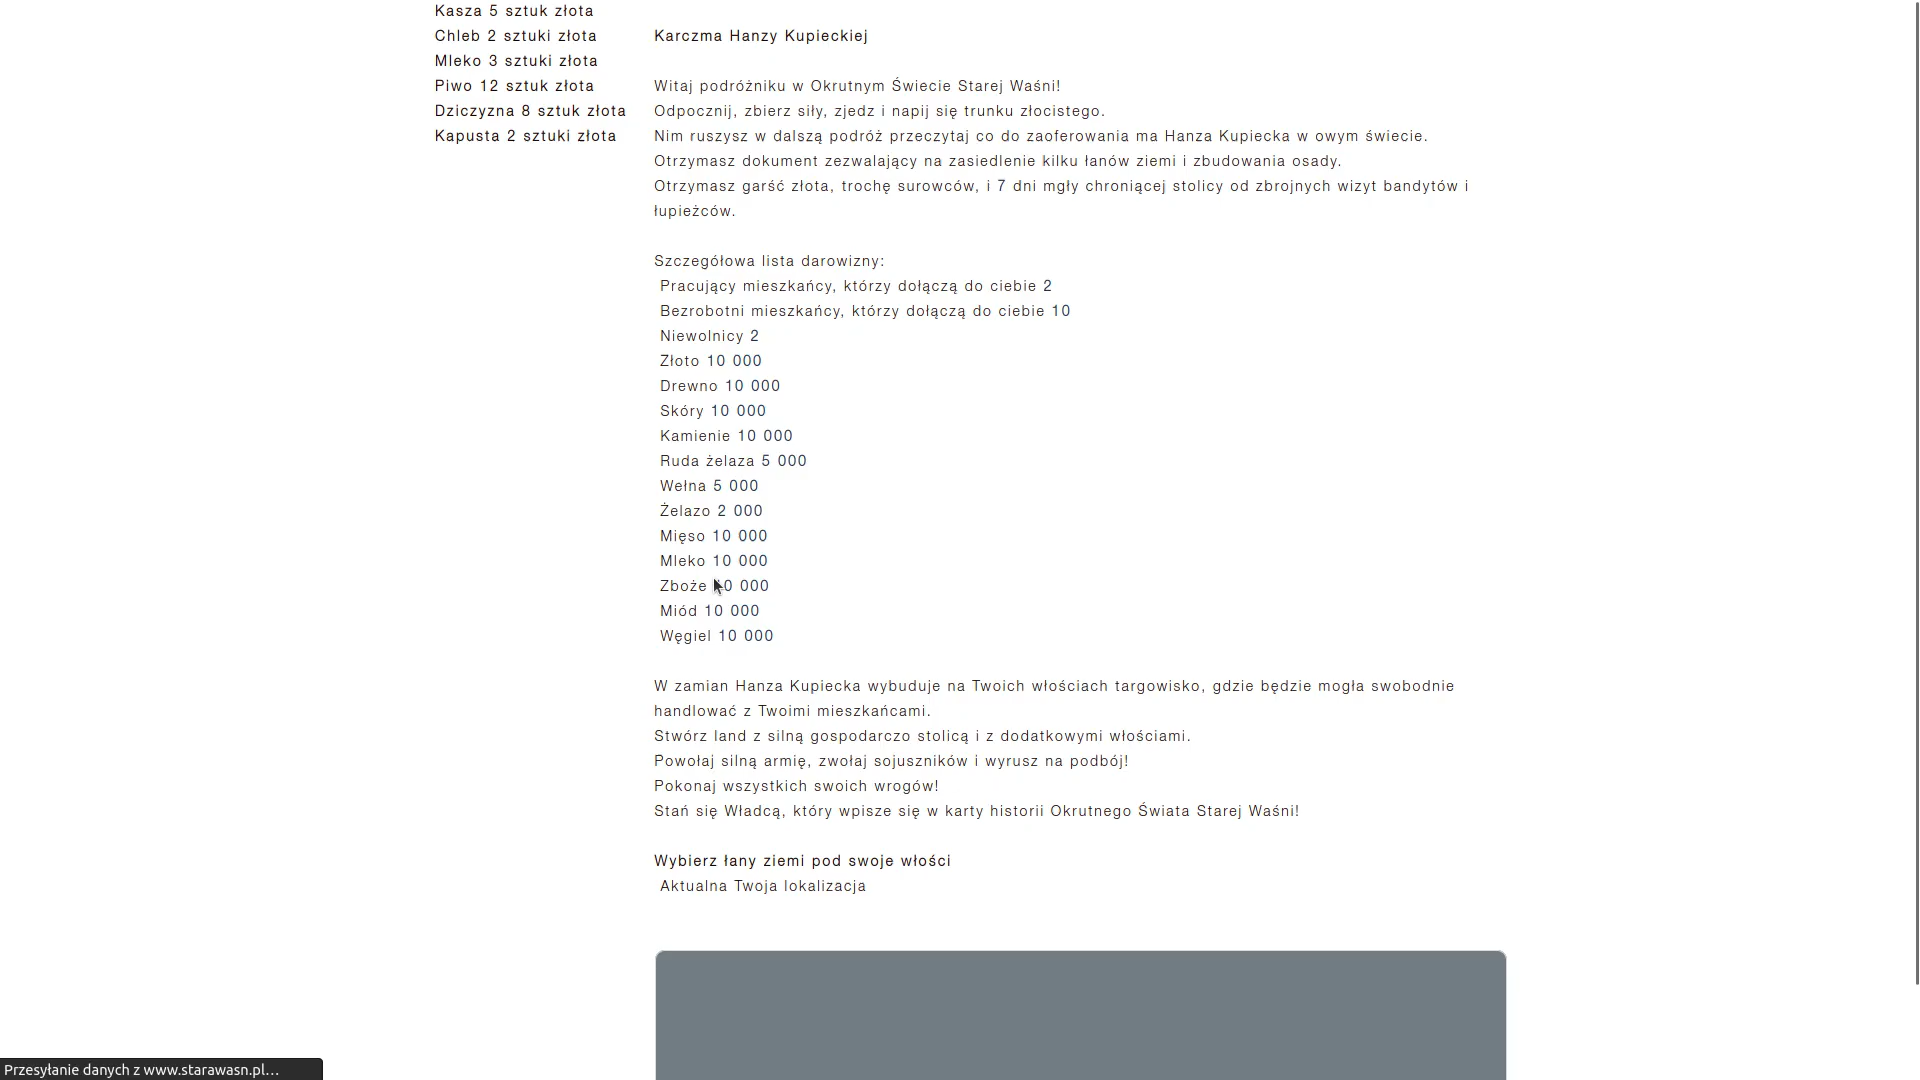 Kasza 5 sztuk złota
Chleb 2 sztuki złota
Mleko 3 sztuki złota
Piwo 12 sztuk złota
Dziczyzna 8 sztuk złota
Kapusta 2 sztuki złota
Karczma Hanzy Kupieckiej
Witaj podróżniku w Okrutnym Świecie Starej Waśni!
Odpocznij, zbierz siły, zjedz i napij się trunku złocistego.
Nim ruszysz w dalszą podróż przeczytaj co do zaoferowania ma Hanza Kupiecka w owym świecie.
Otrzymasz dokument zezwalający na zasiedlenie kilku łanów ziemi i zbudowania osady.
Otrzymasz garść złota, trochę surowców, i 7 dni mgły chroniącej stolicy od zbrojnych wizyt bandytów i
łupieżców.
Szczegółowa lista darowizny:
Pracujący mieszkańcy, którzy dołączą do ciebie 2
Bezrobotni mieszkańcy, którzy dołączą do ciebie 10
Niewolnicy 2
Złoto 10 000
Drewno 10 000
Skóry 10 000
Kamienie 10 000
Ruda żelaza 5 000
Wełna 5 000
Żelazo 2 000
Mięso 10 000
Mleko 10 000
Zboże 10 000
Miód 10 000
Węgiel 10 000
W zamian Hanza Kupiecka wybuduje na Twoich włościach targowisko, gdzie będzie mogła swobodnie
handlować z Twoimi mieszkańcami.
Stwórz land z silną gospodarczo stolicą i z dodatkowymi włościami.
Powołaj silną armię, zwołaj sojuszników i wyrusz na podbój!
Pokonaj wszystkich swoich wrogów!
Stań się Władcą, który wpisze się w karty historii Okrutnego Świata Starej Waśni!
Wybierz łany ziemi pod swoje włości
Aktualna Twoja lokalizacja
Przesyłanie danych z www.starawasn.pl…